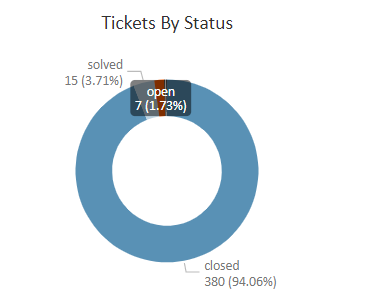 Tickets By Status
solved
15 (3.71%)
open
7 (1.73%)
closed
380 (94.06%)